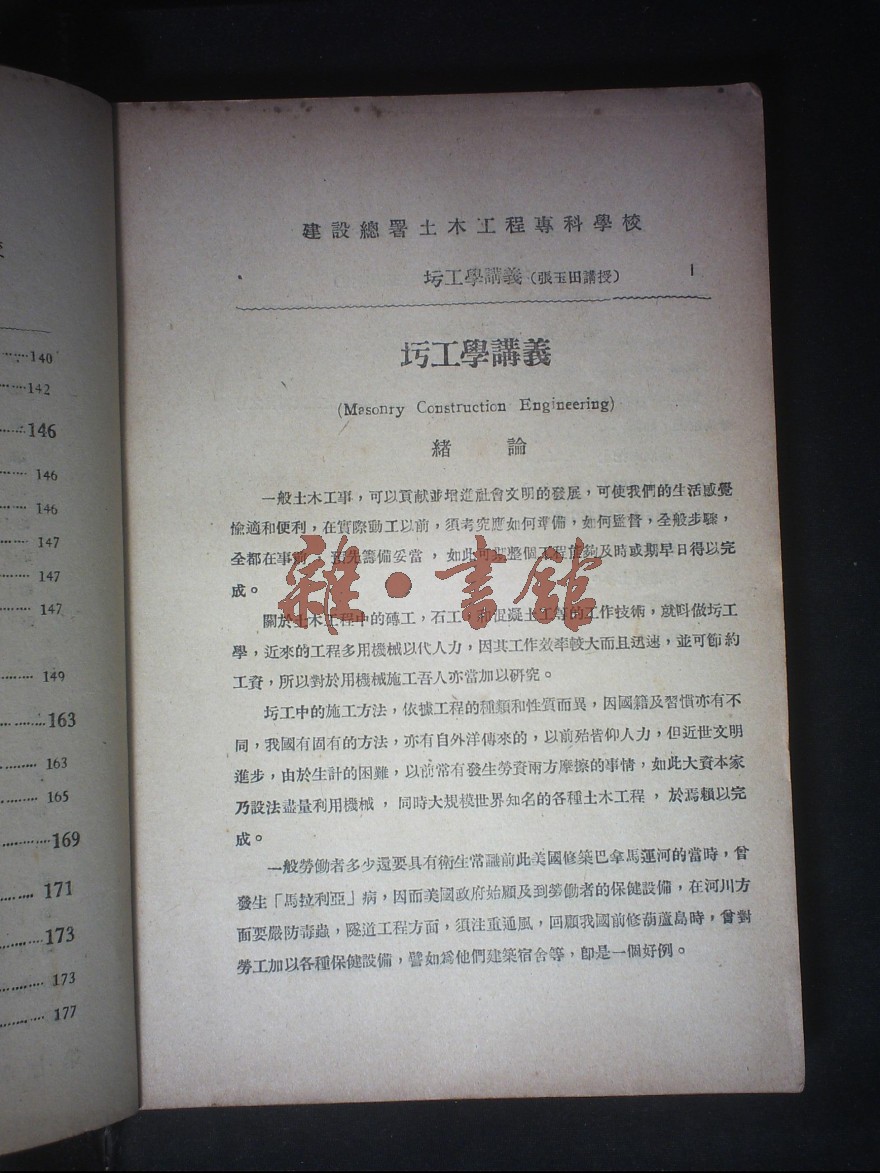 140
142
146
146
146
147
147
147
149
163
163
165
169
171
173
173
177
建設總署土木工程專科學校
圬工學講義(張玉田講授) 1
圬工學講義
(Masonry Construction Engineering)
緒 論
一般土木工事,可以貢献並增進社會文明的發展,可使我們的生活感覺
愉適和便利,在實際動工以前,須考究應如何準備,如何監督,全般步驟,
全都在事前,預先籌備妥當,如此可把整個工程能夠及時或期早日得以完
成。
關於土木工程中的磚工,石工,和混凝土工等的工作技術,就叫做圬工
學,近來的工程多用機械以代人力,因其工作效率較大而且迅速,並可節約
工資,所以對於用機械施工吾人亦當加以研究。
圬工中的施工方法,依據工程的種類和性質而異,因國籍及習慣亦有不
同,我國有固有的方法,亦有自外洋傳來的,以前殆皆仰人力,但近世文明
進步,由於生計的困難,以前常有發生勞資兩方摩擦的事情,如此大資本家
乃設法盡量利用機械,同時大規模世界知名的各種土木工程,於焉賴以完
成。
一般勞働者多少還要具有衛生常識前此美國修築巴拿馬運河的當時,曾
發生「馬拉利亞」病,因而美國政府始顧及到勞働者的保健設備,在河川方
面要嚴防毒蟲,隧道工程方面,須注重通風,回顧我國前修葫蘆島時,曾對
勞工加以各種保健設備,譬如爲他們建築宿舍等,卽是一個好例。
雜·書館